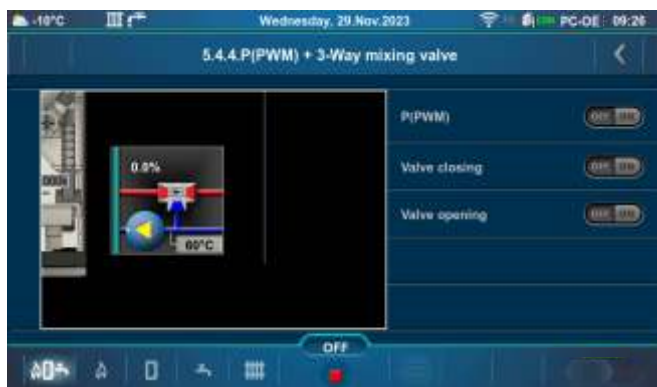 -10°C Wednesday, 29.Nov.2023 PC-OE 09:26
5.4.4.P(PWM) + 3-Way mixing valve
P(PWM) OFF ON
0.0%
Valve closing OFF ON
Valve opening OFF ON
60°C
OFF